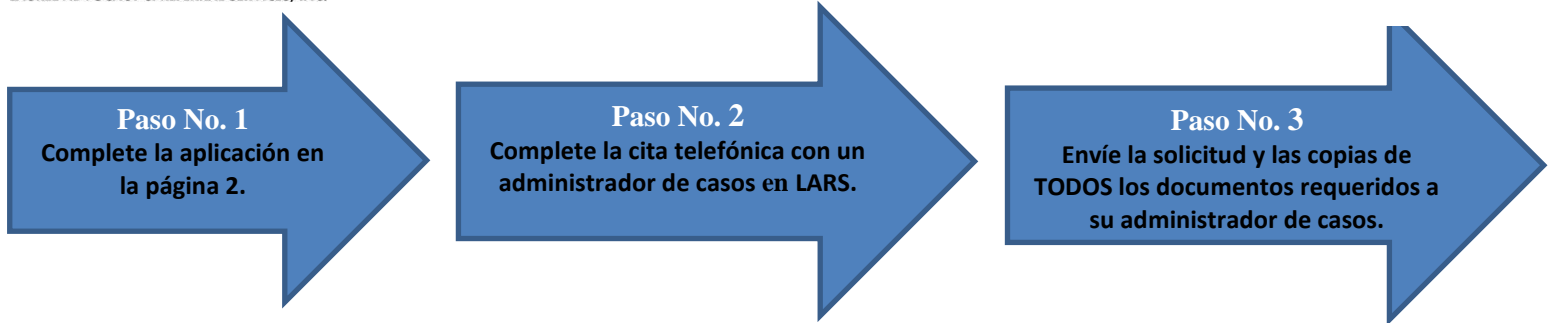 Paso No. 1
Complete la aplicación en
la página 2.
Paso No. 2
Complete la cita telefónica con un
administrador de casos en LARS.
Paso No. 3
Envíe la solicitud y las copias de
TODOS los documentos requeridos a
su administrador de casos.